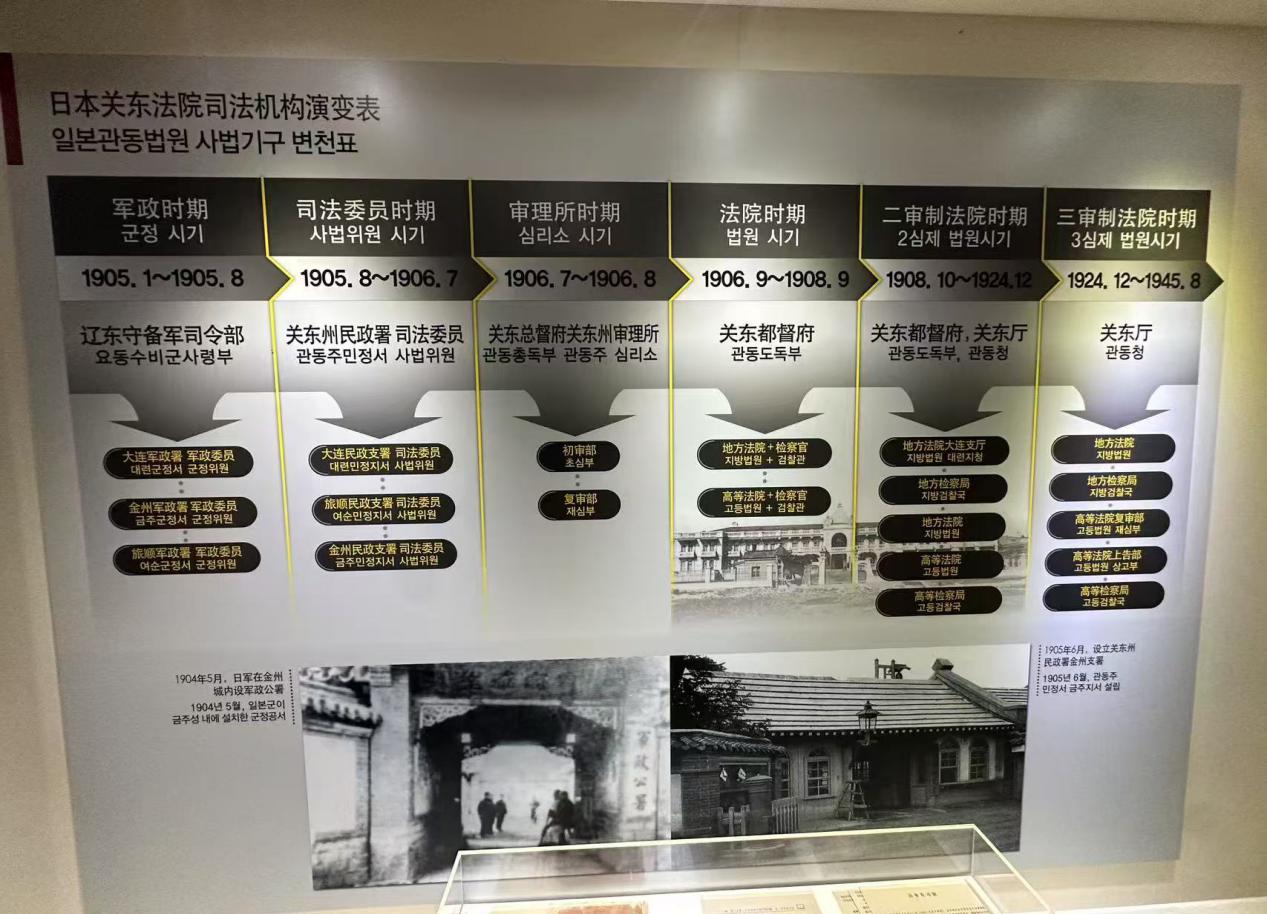 日本关东法院司法机构演变表
일본관동법원 사법기구 변천표
军政时期
군정 시기
1905. 1～1905. 8
辽东守备军司令部
요동수비군사령부
大连军政署 军政委员
대련군정서 군정위원
金州军政署 军政委员
금주군정서 군정위원
旅顺军政署 军政委员
여순군정서 군정위원
司法委员时期
사법위원 시기
1905. 8～1906. 7
关东州民政署 司法委员
관동주민정서 사법위원
大连民政支署 司法委员
대련민정지서 사법위원
旅顺民政支署 司法委员
여순민정지서 사법위원
金州民政支署 司法委员
금주민정지서 사법위원
审理所时期
심리소 시기
1906. 7～1906. 8
关东总督府关东州审理所
관동총독부 관동주 심리소
初审部
초심부
复审部
재심부
法院时期
법원 시기
1906. 9～1908. 9
关东都督府
관동도독부
地方法院+检察官
지방법원 + 검찰관
高等法院+检察官
고등법원 + 검찰관
二审制法院时期
2심제 법원시기
1908. 10～1924.12
关东都督府, 关东厅
관동도독부, 관동청
地方法院大连支厅
지방법원 대련지청
地方检察局
지방검찰국
地方法院
지방법원
高等法院
고등법원
高等检察局
고등검찰국
三审制法院时期
3심제 법원시기
1924. 12～1945. 8
关东厅
관동청
地方法院
지방법원
地方检察局
지방검찰국
高等法院复审部
고등법원 재심부
高等法院上告部
고등법원 상고부
高等检察局
고등검찰국
1904年5月，日军在金州
城内设军政公署
1904년 5월, 일본군이
금주성 내에 설치한 군정공서
军政公署
1905年6月，设立关东州
民政署金州支署
1905년 6월, 관동주
민정서 금주지서 설립